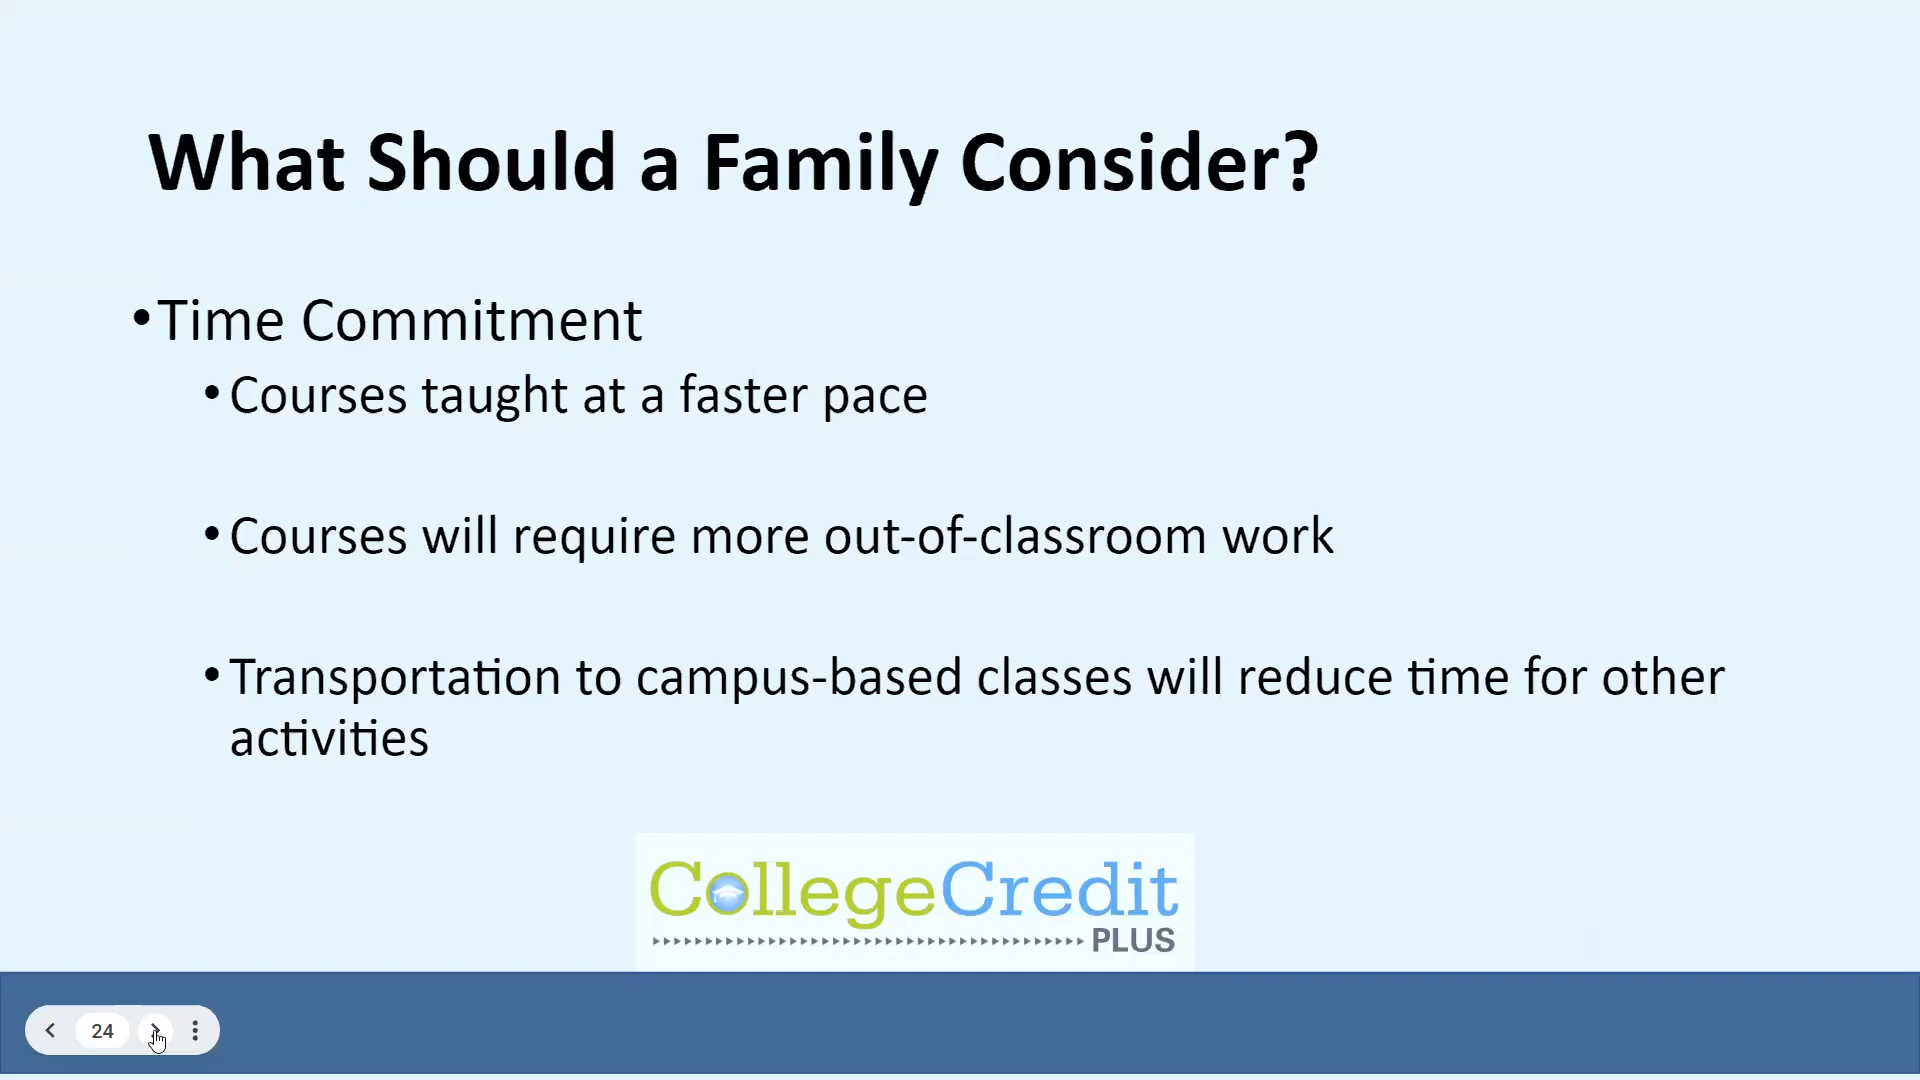 What Should a Family Consider?
•Time Commitment
•Courses taught at a faster pace
•Courses will require more out-of-classroom work
•Transportation to campus-based classes will reduce time for other
activities
CollegeCredit
PLUS
24